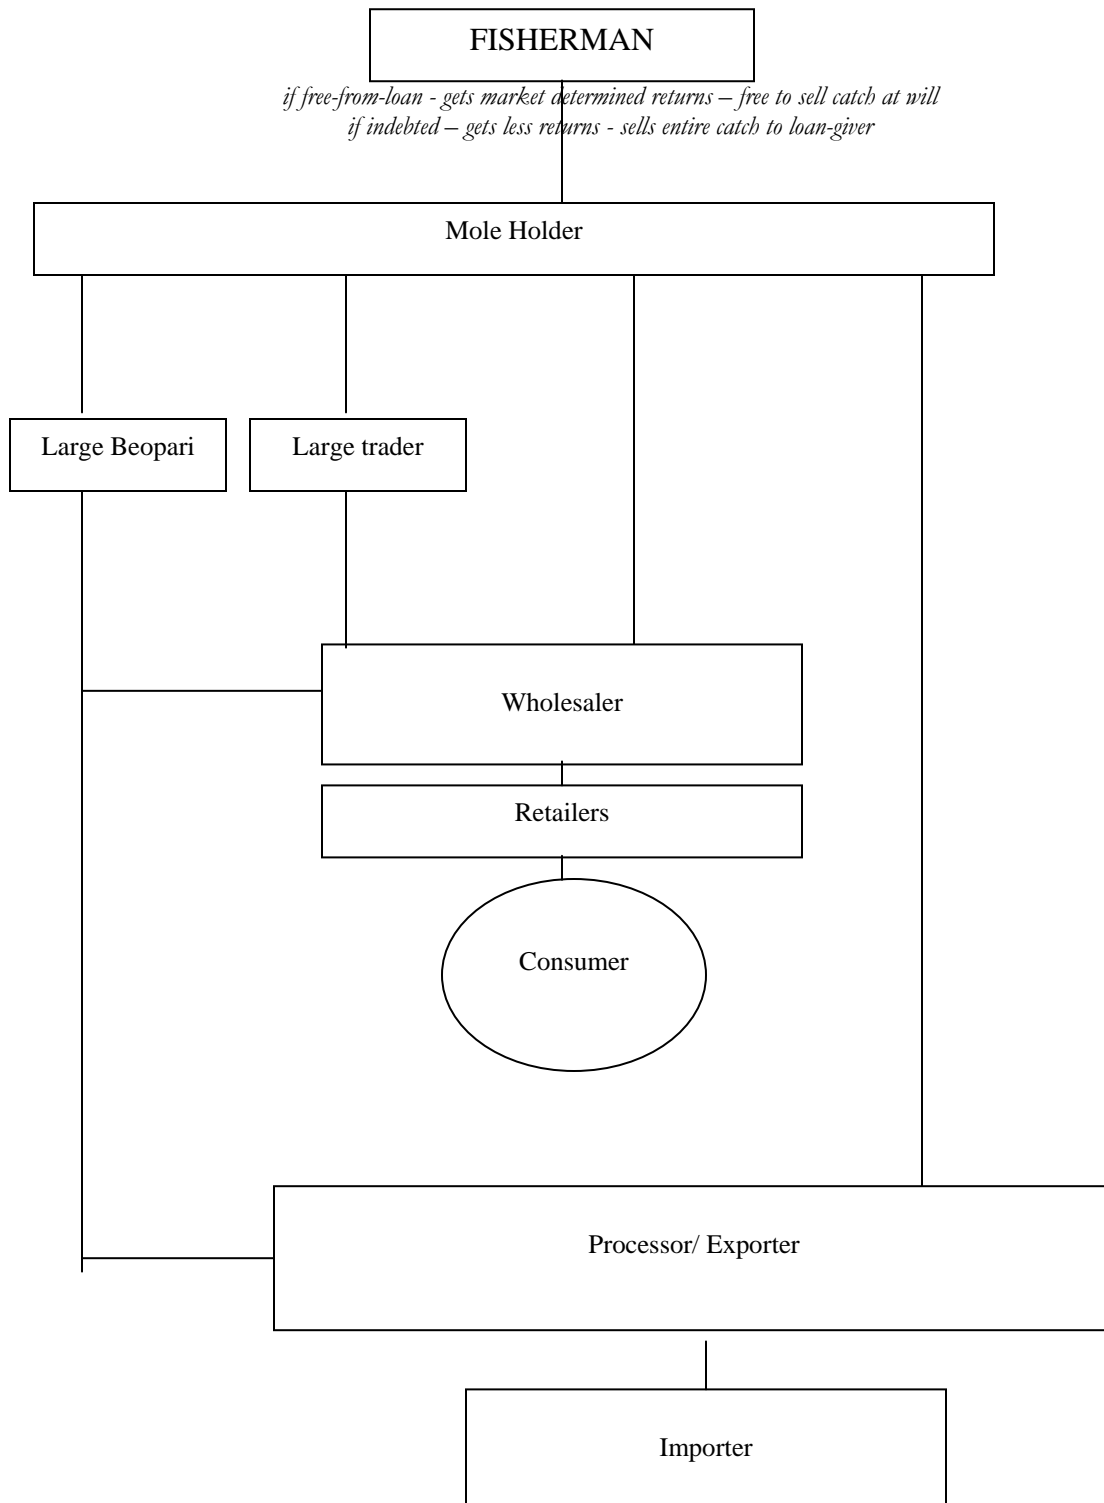 FISHERMAN
if free-from-loan - gets market determined returns – free to sell catch at will
if indebted – gets less returns - sells entire catch to loan-giver
Mole Holder
Large Beopari
Large trader
Wholesaler
Retailers
Consumer
Processor/ Exporter
Importer